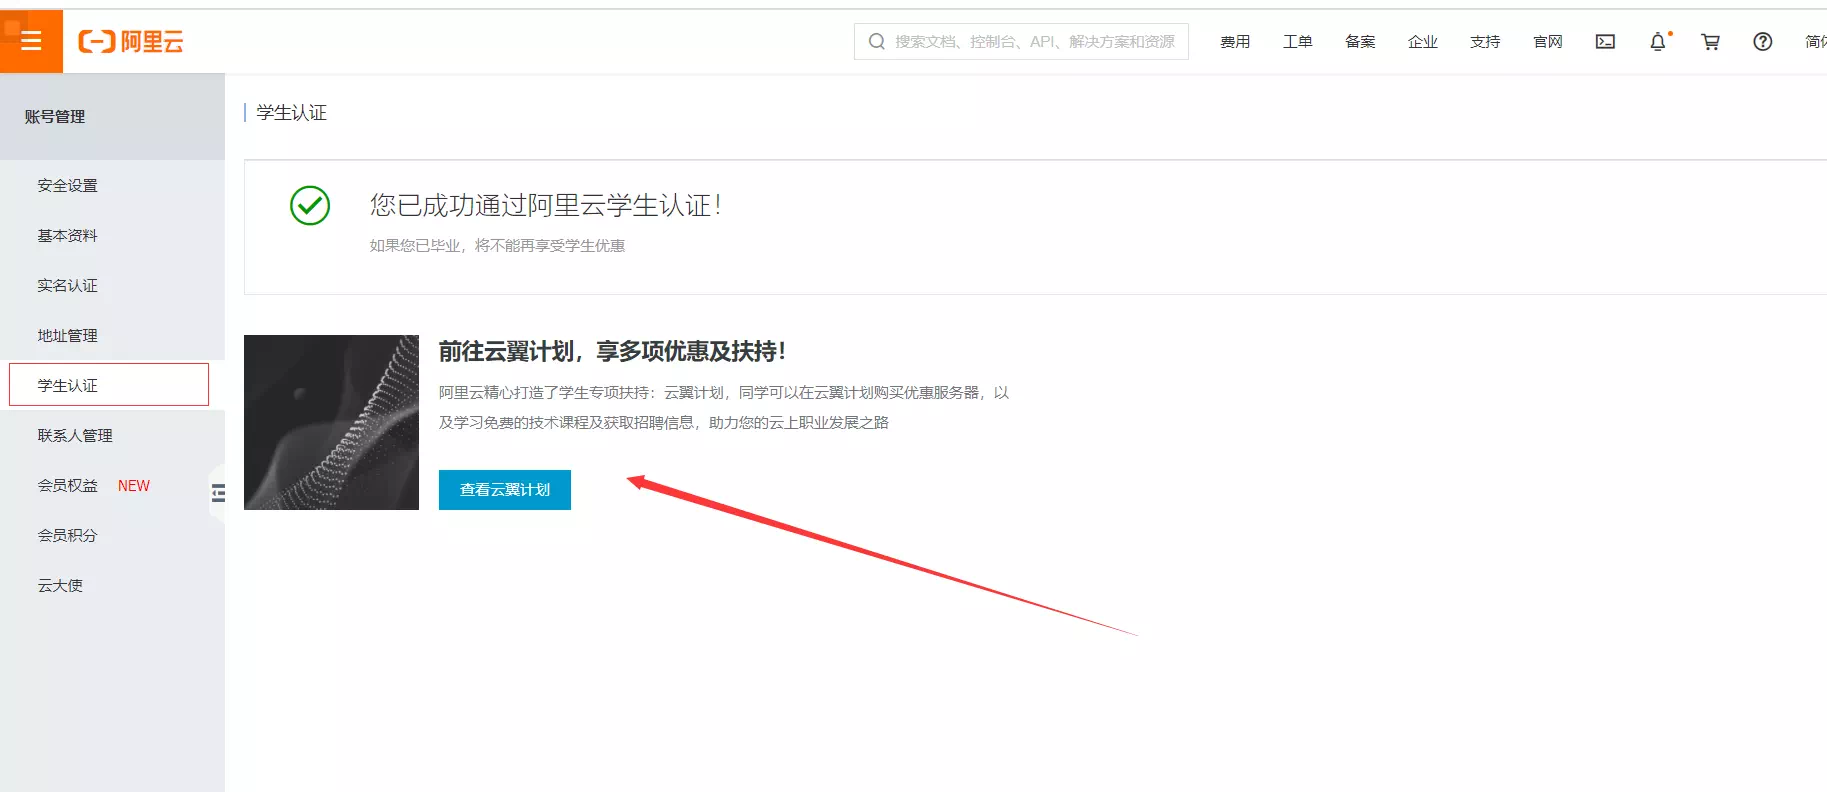 阿里云
搜索文档、控制台、API、解决方案和资源
费用
工单
备案
企业
支持
官网
账号管理
安全设置
基本资料
实名认证
地址管理
学生认证
联系人管理
会员权益 NEW
会员积分
云大使
学生认证
您已成功通过阿里云学生认证！
如果您已毕业，将不能再享受学生优惠
前往云翼计划，享多项优惠及扶持！
阿里云精心打造了学生专项扶持：云翼计划，同学可以在云翼计划购买优惠服务器，以
及学习免费的技术课程及获取招聘信息，助力您的云上职业发展之路
查看云翼计划